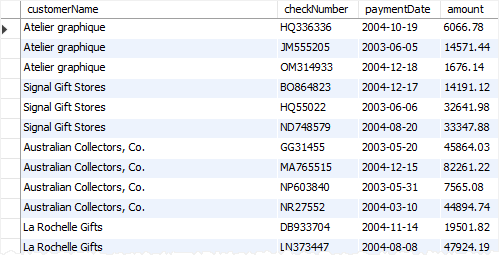 customerName checkNumber paymentDate amount
Atelier graphique HQ336336 2004-10-19 6066.78
Atelier graphique JM555205 2003-06-05 14571.44
Atelier graphique OM314933 2004-12-18 1676.14
Signal Gift Stores BO864823 2004-12-17 14191.12
Signal Gift Stores HQ55022 2003-06-06 32641.98
Signal Gift Stores ND748579 2004-08-20 33347.88
Australian Collectors, Co. GG31455 2003-05-20 45864.03
Australian Collectors, Co. MA765515 2004-12-15 82261.22
Australian Collectors, Co. NP603840 2003-05-31 7565.08
Australian Collectors, Co. NR27552 2004-03-10 44894.74
La Rochelle Gifts DB933704 2004-11-14 19501.82
La Rochelle Gifts LN373447 2004-08-08 47924.19